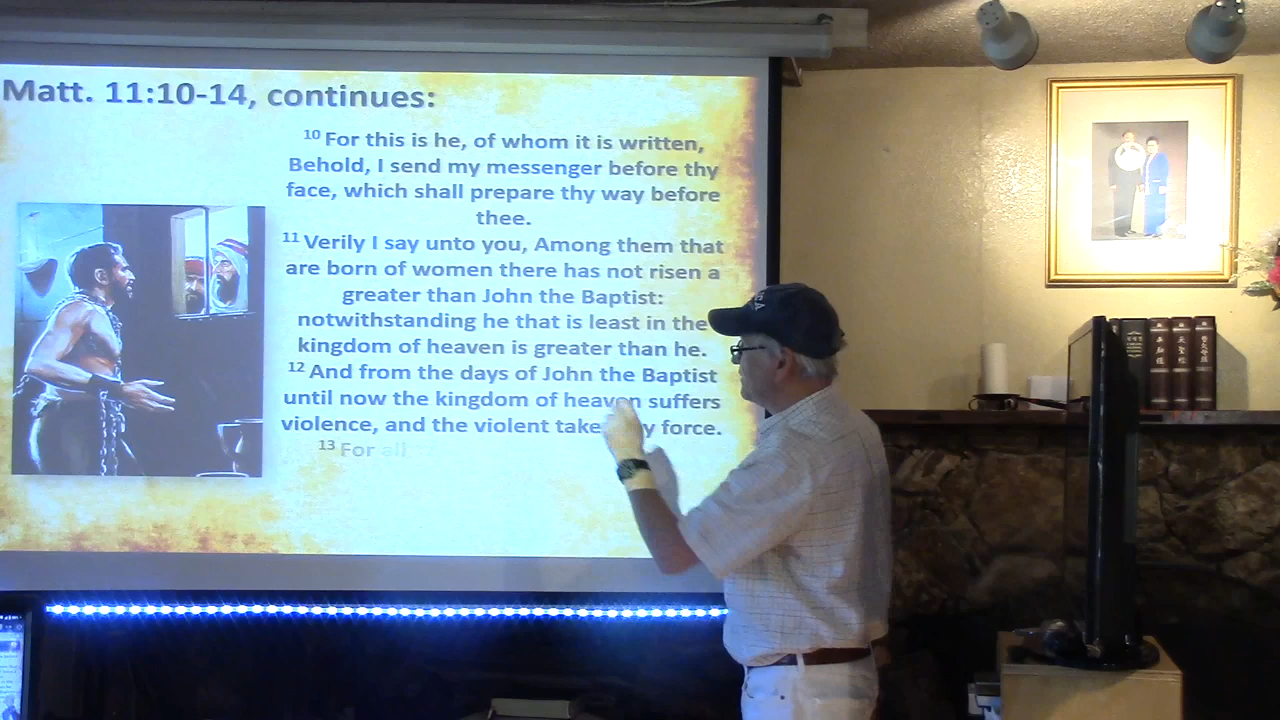 Matt. 11:10-14, continues:
10 For this is he, of whom it is written,
Behold, I send my messenger before thy
face, which shall prepare thy way before
thee.
11 Verily I say unto you, Among them that
are born of women there has not risen a
greater than John the Baptist:
notwithstanding he that is least in the
kingdom of heaven is greater than he.
12 And from the days of John the Baptist
until now the kingdom of heaven suffers
violence, and the violent take y force.
13 For all